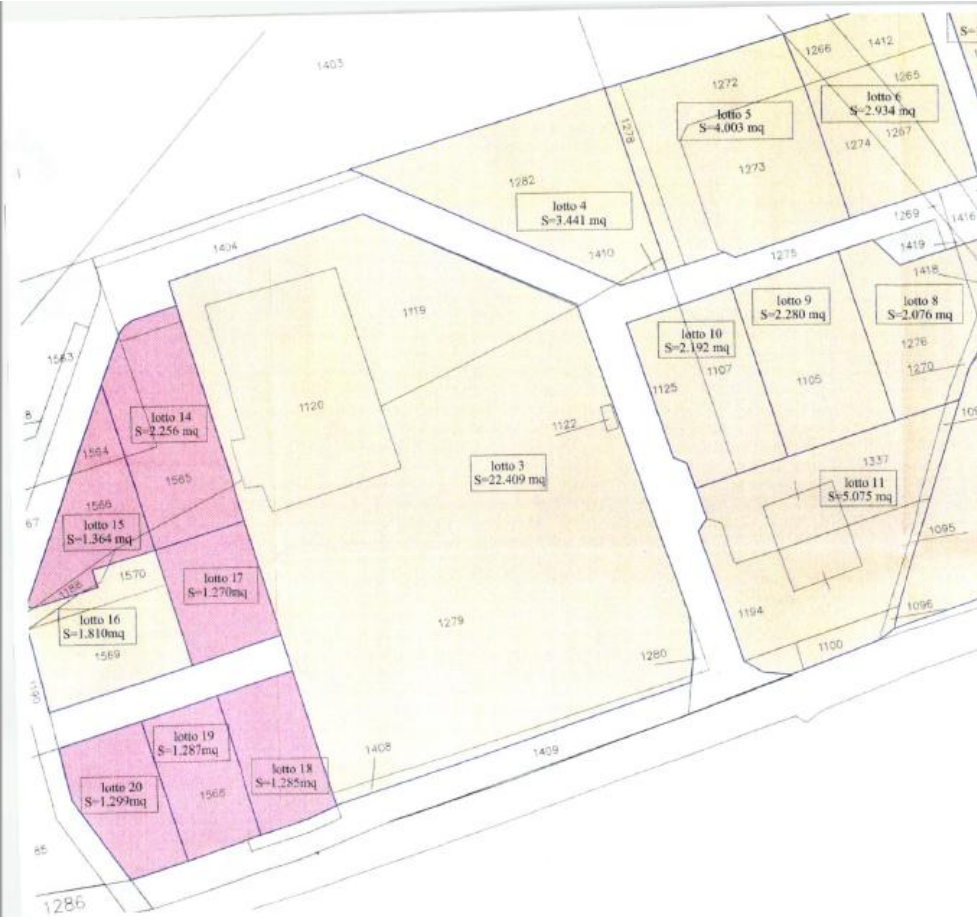 1403
1266
1412
S=
1272
1265
lotto 5
S=4.003 mq
lotto 6
S=2.934 mq
1278
1274
1267
1273
1282
lotto 4
S=3.441 mq
1410
1269
1416
1404
1275
1419
1418
lotto 9
S=2.280 mq
lotto 8
S=2.076 mq
1119
lotto 10
S=2.192 mq
1276
1563
1107
1270
1125
1105
1120
lotto 14
S=2.256 mq
1122
1564
1337
lotto 3
S=22.409 mq
1565
lotto 11
S=5.075 mq
1566
67
lotto 15
S=1.364 mq
1095
1570
lotto 17
S=1.270mq
1188
1194
1096
lotto 16
S=1.810mq
1279
1100
1569
1280
1190
lotto 19
S=1.287mq
1408
1409
lotto 18
S=1.285mq
lotto 20
S=1.299mq
1568
85
1286